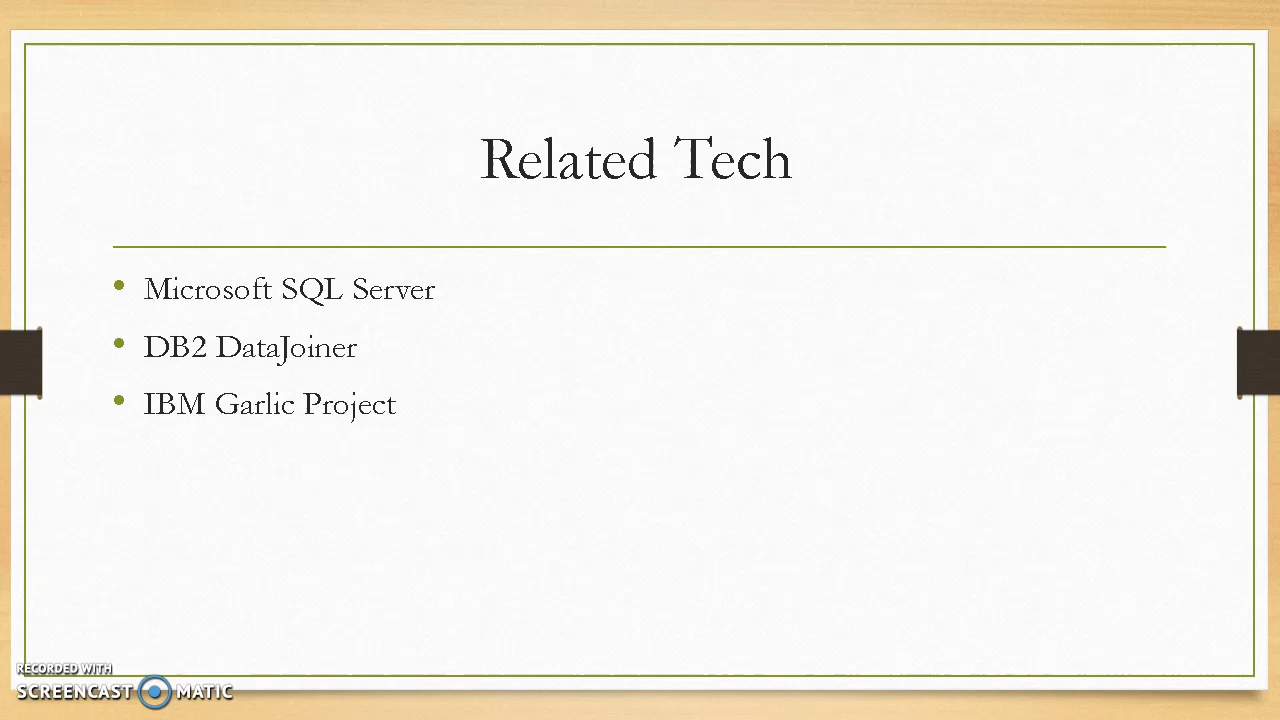 Related Tech
• Microsoft SQL Server
• DB2 DataJoiner
• IBM Garlic Project
RECORDED WITH
SCREENCAST MATIC